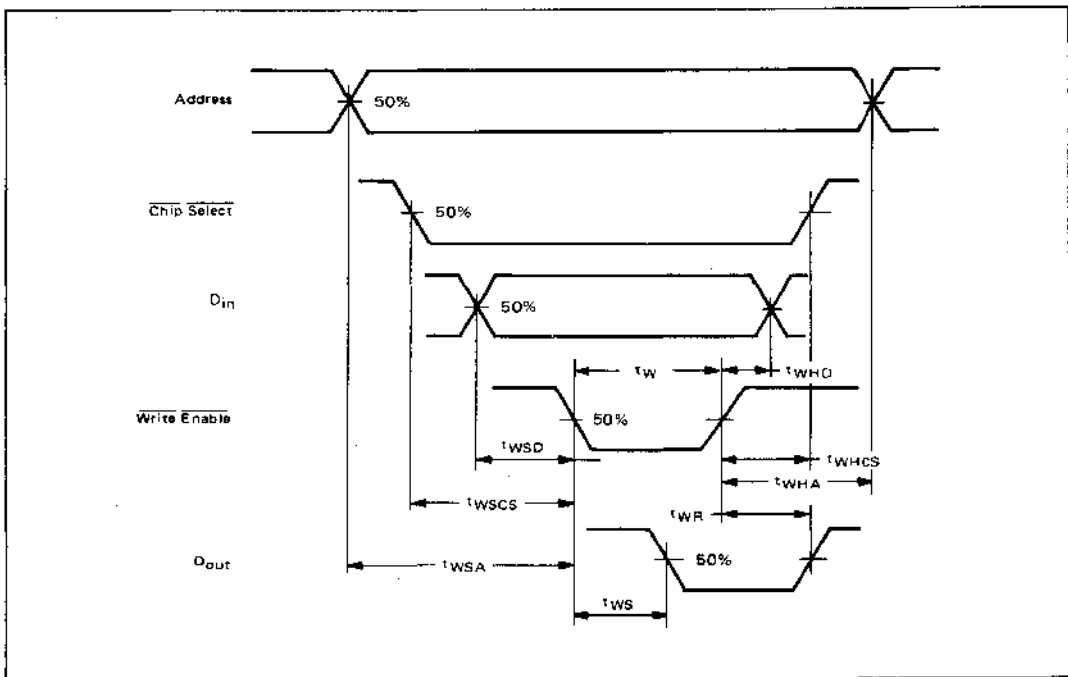 Address
50%
Chip Select
50%
Din
50%
tW
tWHD
Write Enable
50%
tWSD
tWHCS
tWHA
tWSCS
tWR
Dout
50%
tWSA
tWS